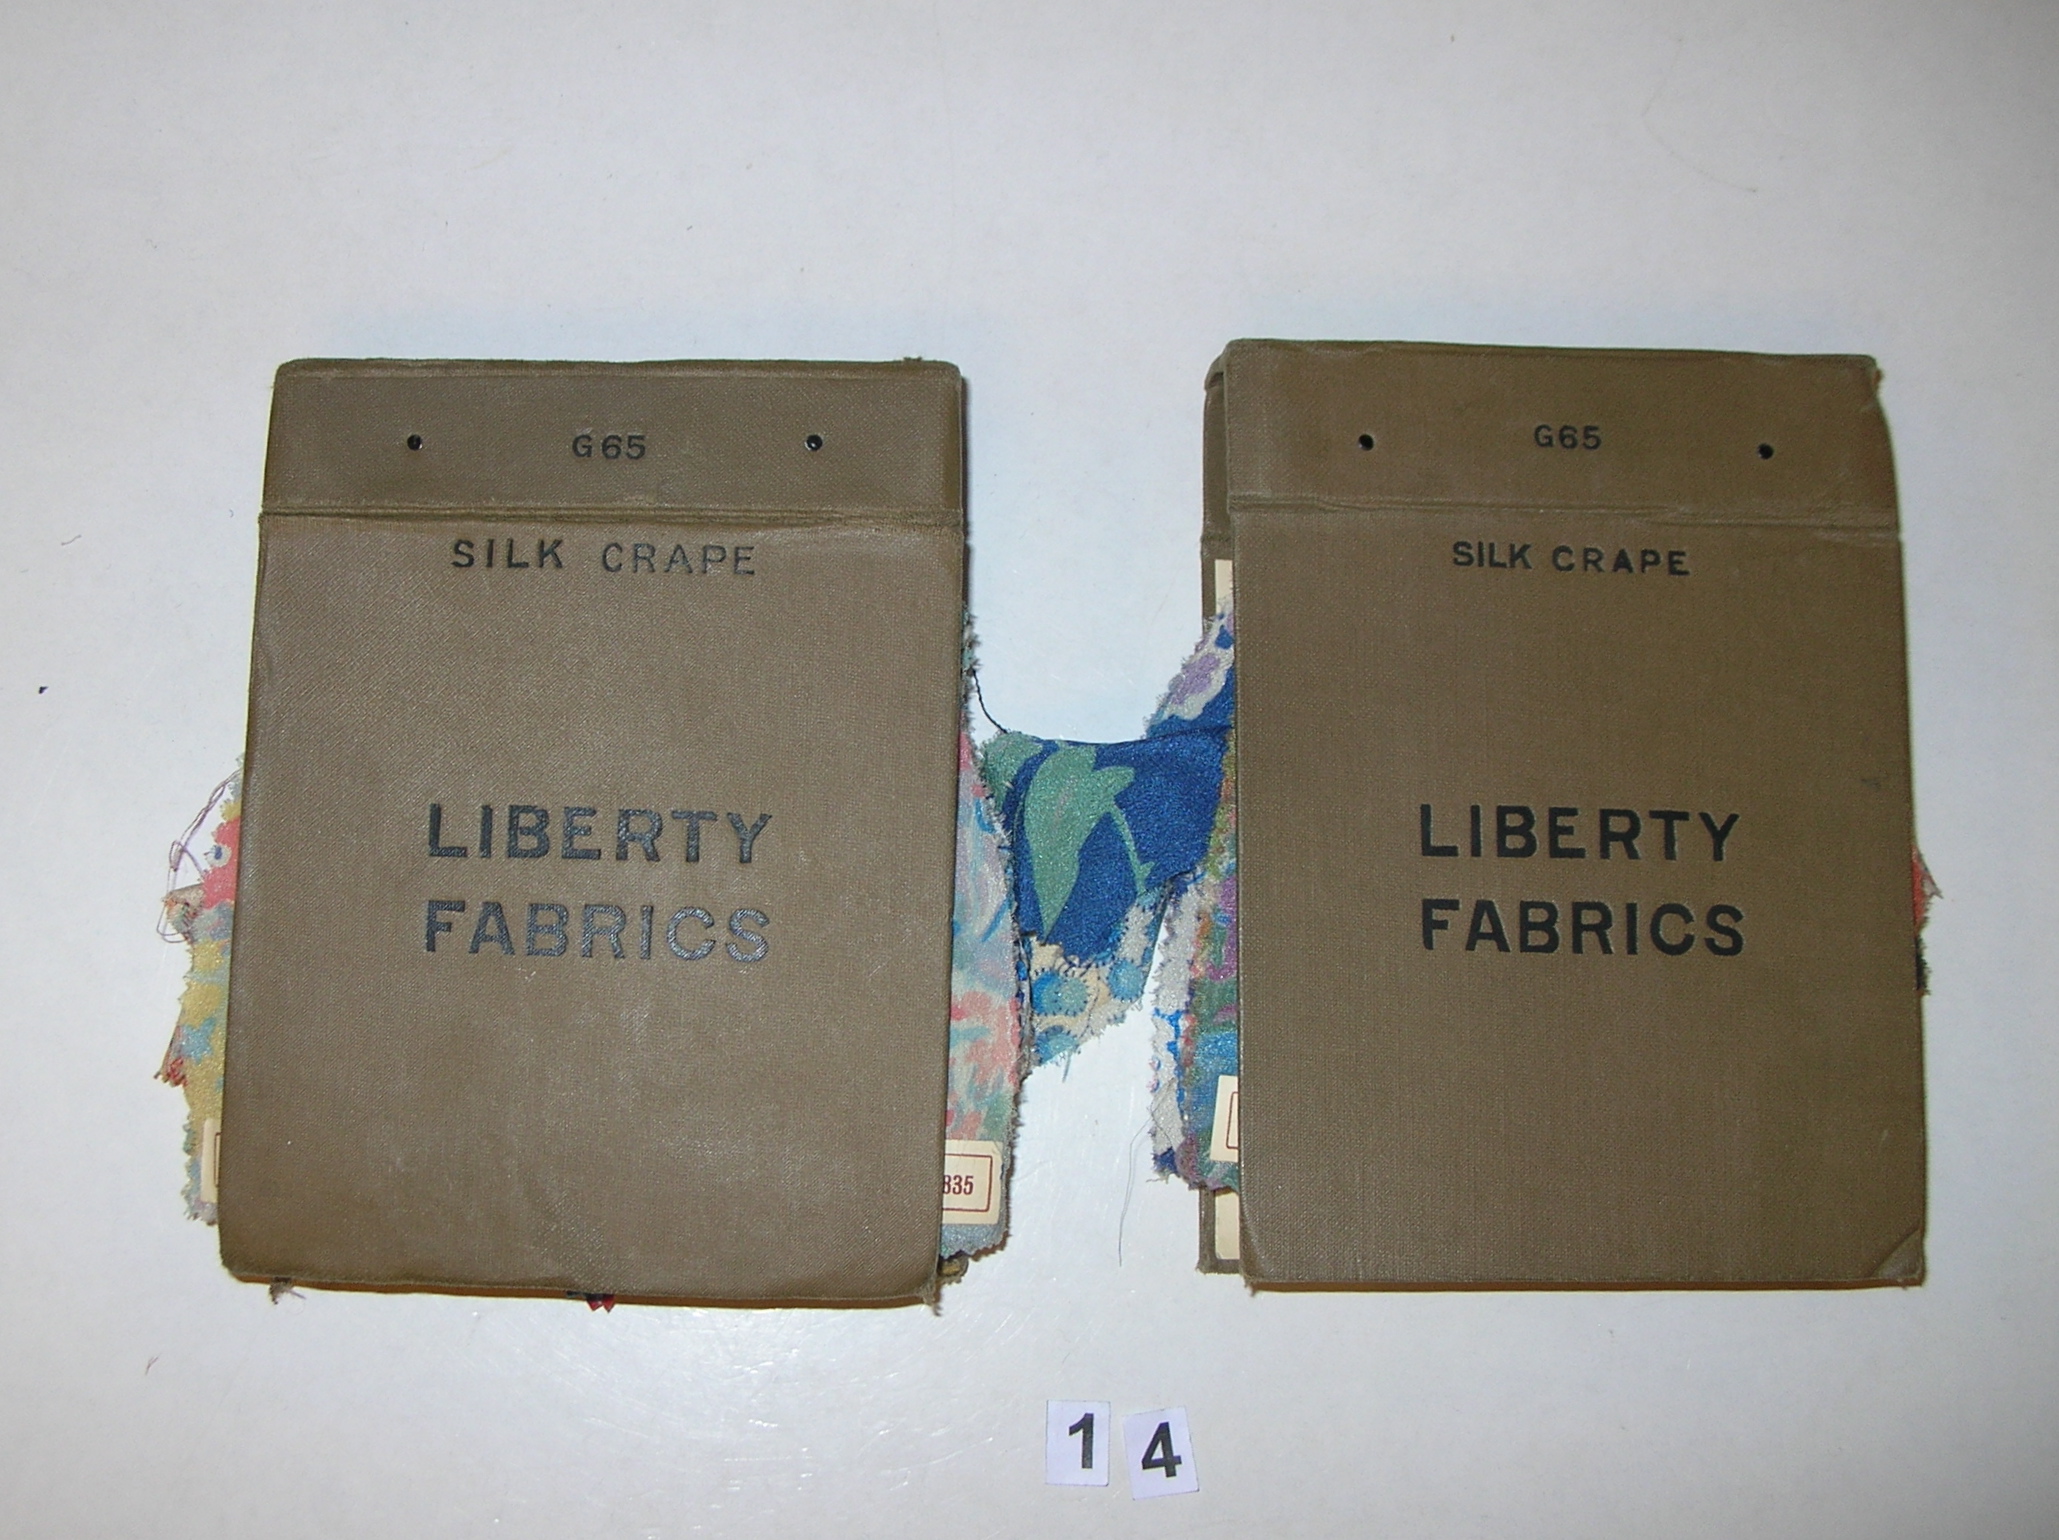 G65
SILK CRAPE
LIBERTY
FABRICS
835
G65
SILK CRAPE
LIBERTY
FABRICS
1 4